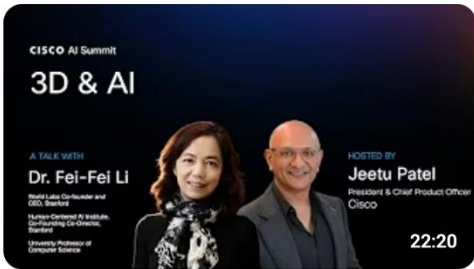 CISCO AI Summit
3D & AI
A TALK WITH
Dr. Fei-Fei Li
World Labs Co-founder and
CEO, Stanford
Human-Centered AI Institute,
Co-Founding Co-Director,
Stanford
University Professor of
Computer Science
HOSTED BY
Jeetu Patel
President & Chief Product Officer
Cisco
22:20